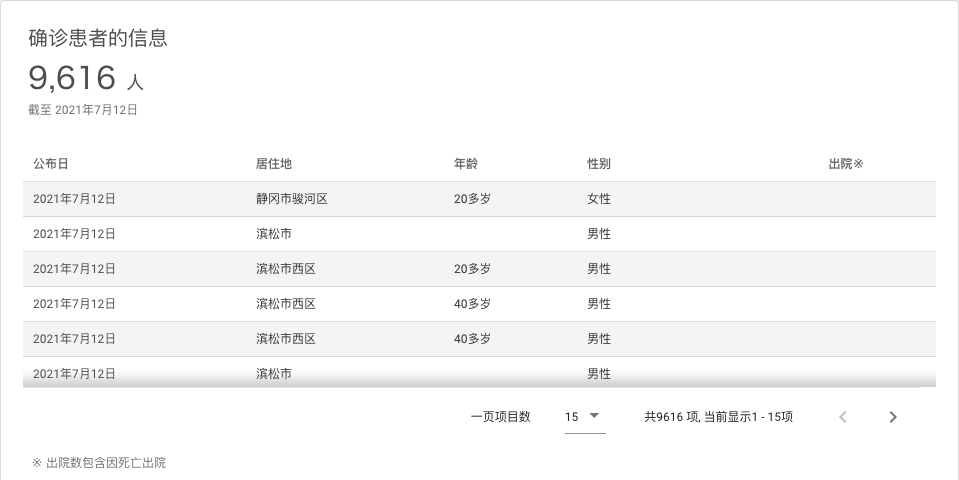 确诊患者的信息
9,616 人
截至 2021年7月12日
公布日 居住地 年龄 性别 出院※
2021年7月12日 静冈市骏河区 20多岁 女性
2021年7月12日 滨松市 男性
2021年7月12日 滨松市西区 20多岁 男性
2021年7月12日 滨松市西区 40多岁 男性
2021年7月12日 滨松市西区 40多岁 男性
2021年7月12日 滨松市 男性
一页项目数 15 共9616 项, 当前显示1 - 15项
※ 出院数包含因死亡出院